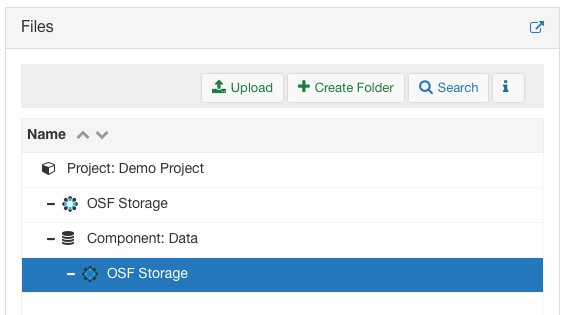 Files
Upload Create Folder Search
Name
Project: Demo Project
OSF Storage
Component: Data
OSF Storage